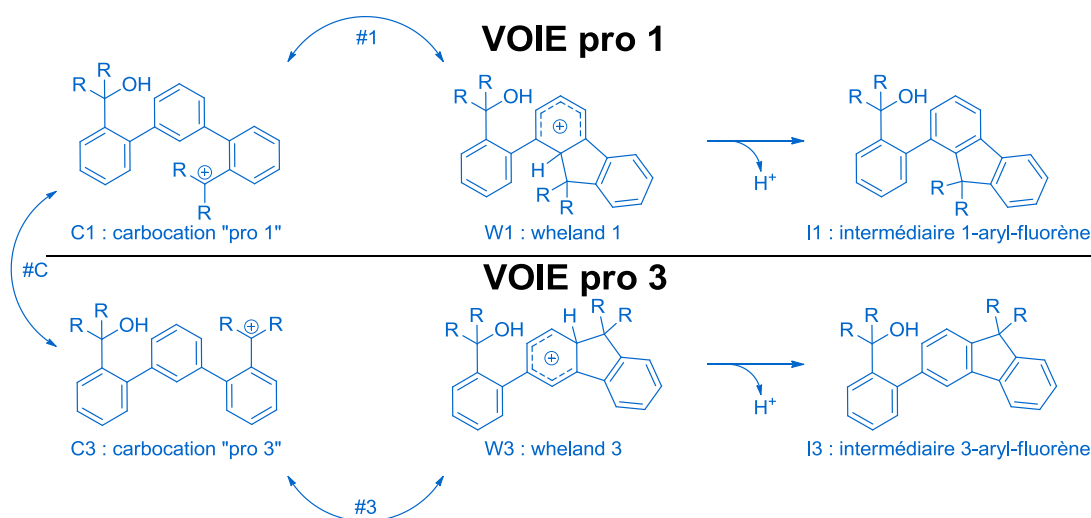 #1
VOIE pro 1
R
R
OH
R
⊕
R
C1 : carbocation "pro 1"
R
R
OH
⊕
H
R
R
W1 : wheland 1
H+
R
R
OH
R
R
I1 : intermédiaire 1-aryl-fluorène
#C
VOIE pro 3
R
R
OH
R
R
⊕
C3 : carbocation "pro 3"
R
R
OH
H
R
R
⊕
W3 : wheland 3
H+
R
R
OH
R
R
I3 : intermédiaire 3-aryl-fluorène
#3